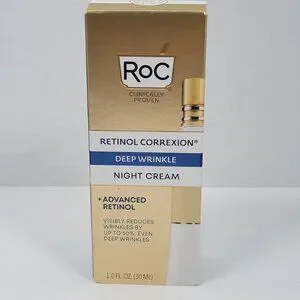 RoC
CLINICALLY
PROVEN
RETINOL CORREXION®
DEEP WRINKLE
NIGHT CREAM
+ADVANCED
RETINOL
VISIBLY REDUCES
WRINKLES BY
UP TO 50%, EVEN
DEEP WRINKLES
1.0 FL.OZ. (30 ML)